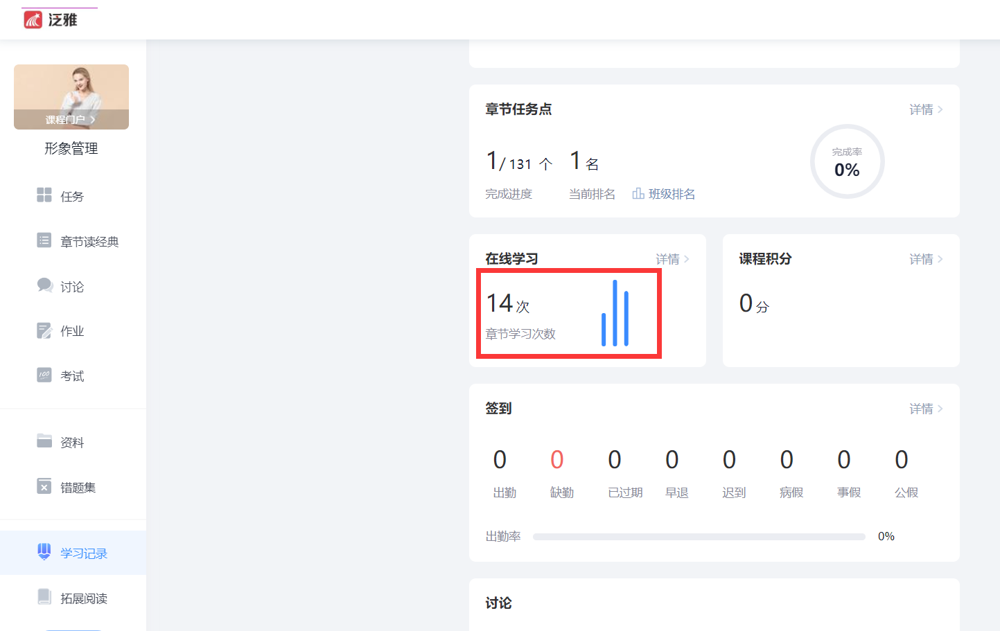 泛雅
课程门户 >
形象管理
任务
章节读经典
讨论
作业
100
考试
资料
错题集
学习记录
拓展阅读
章节任务点
详情 >
1/ 131 个
1 名
完成进度
当前排名
班级排名
完成率
0%
在线学习
详情 >
14 次
章节学习次数
课程积分
详情 >
0 分
签到
详情 >
0 0 0 0 0 0 0 0
出勤 缺勤 已过期 早退 迟到 病假 事假 公假
出勤率 0%
讨论